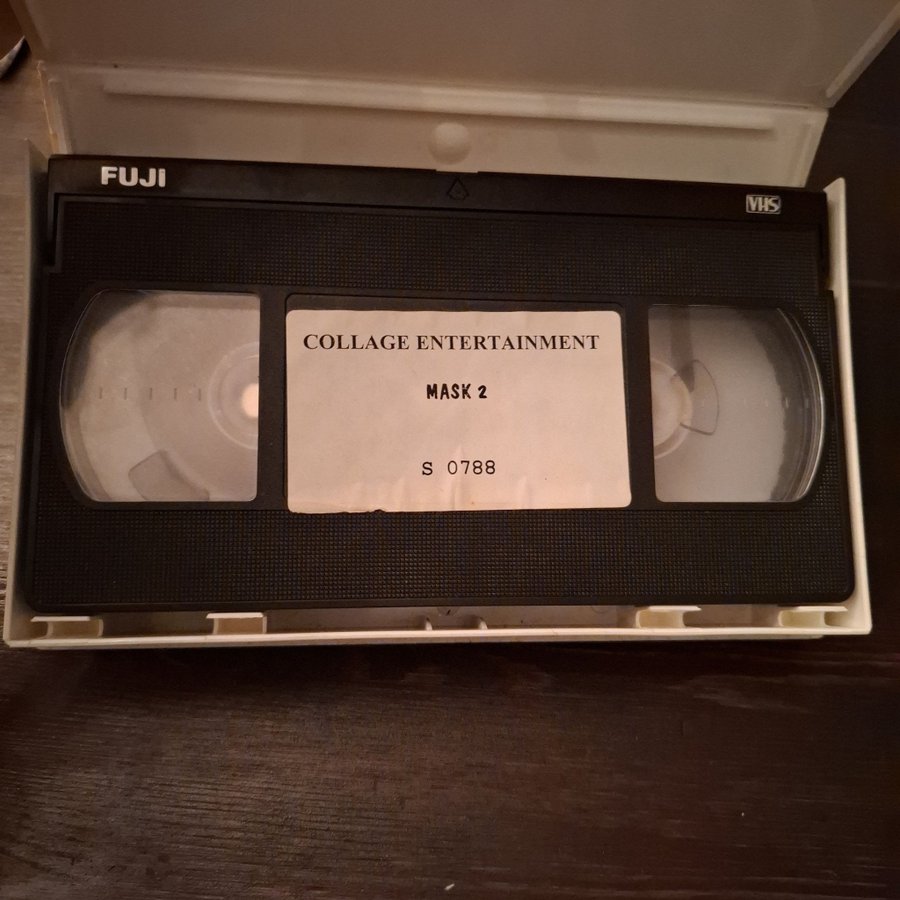 FUJI
VHS
COLLAGE ENTERTAINMENT
MASK 2
S 0788